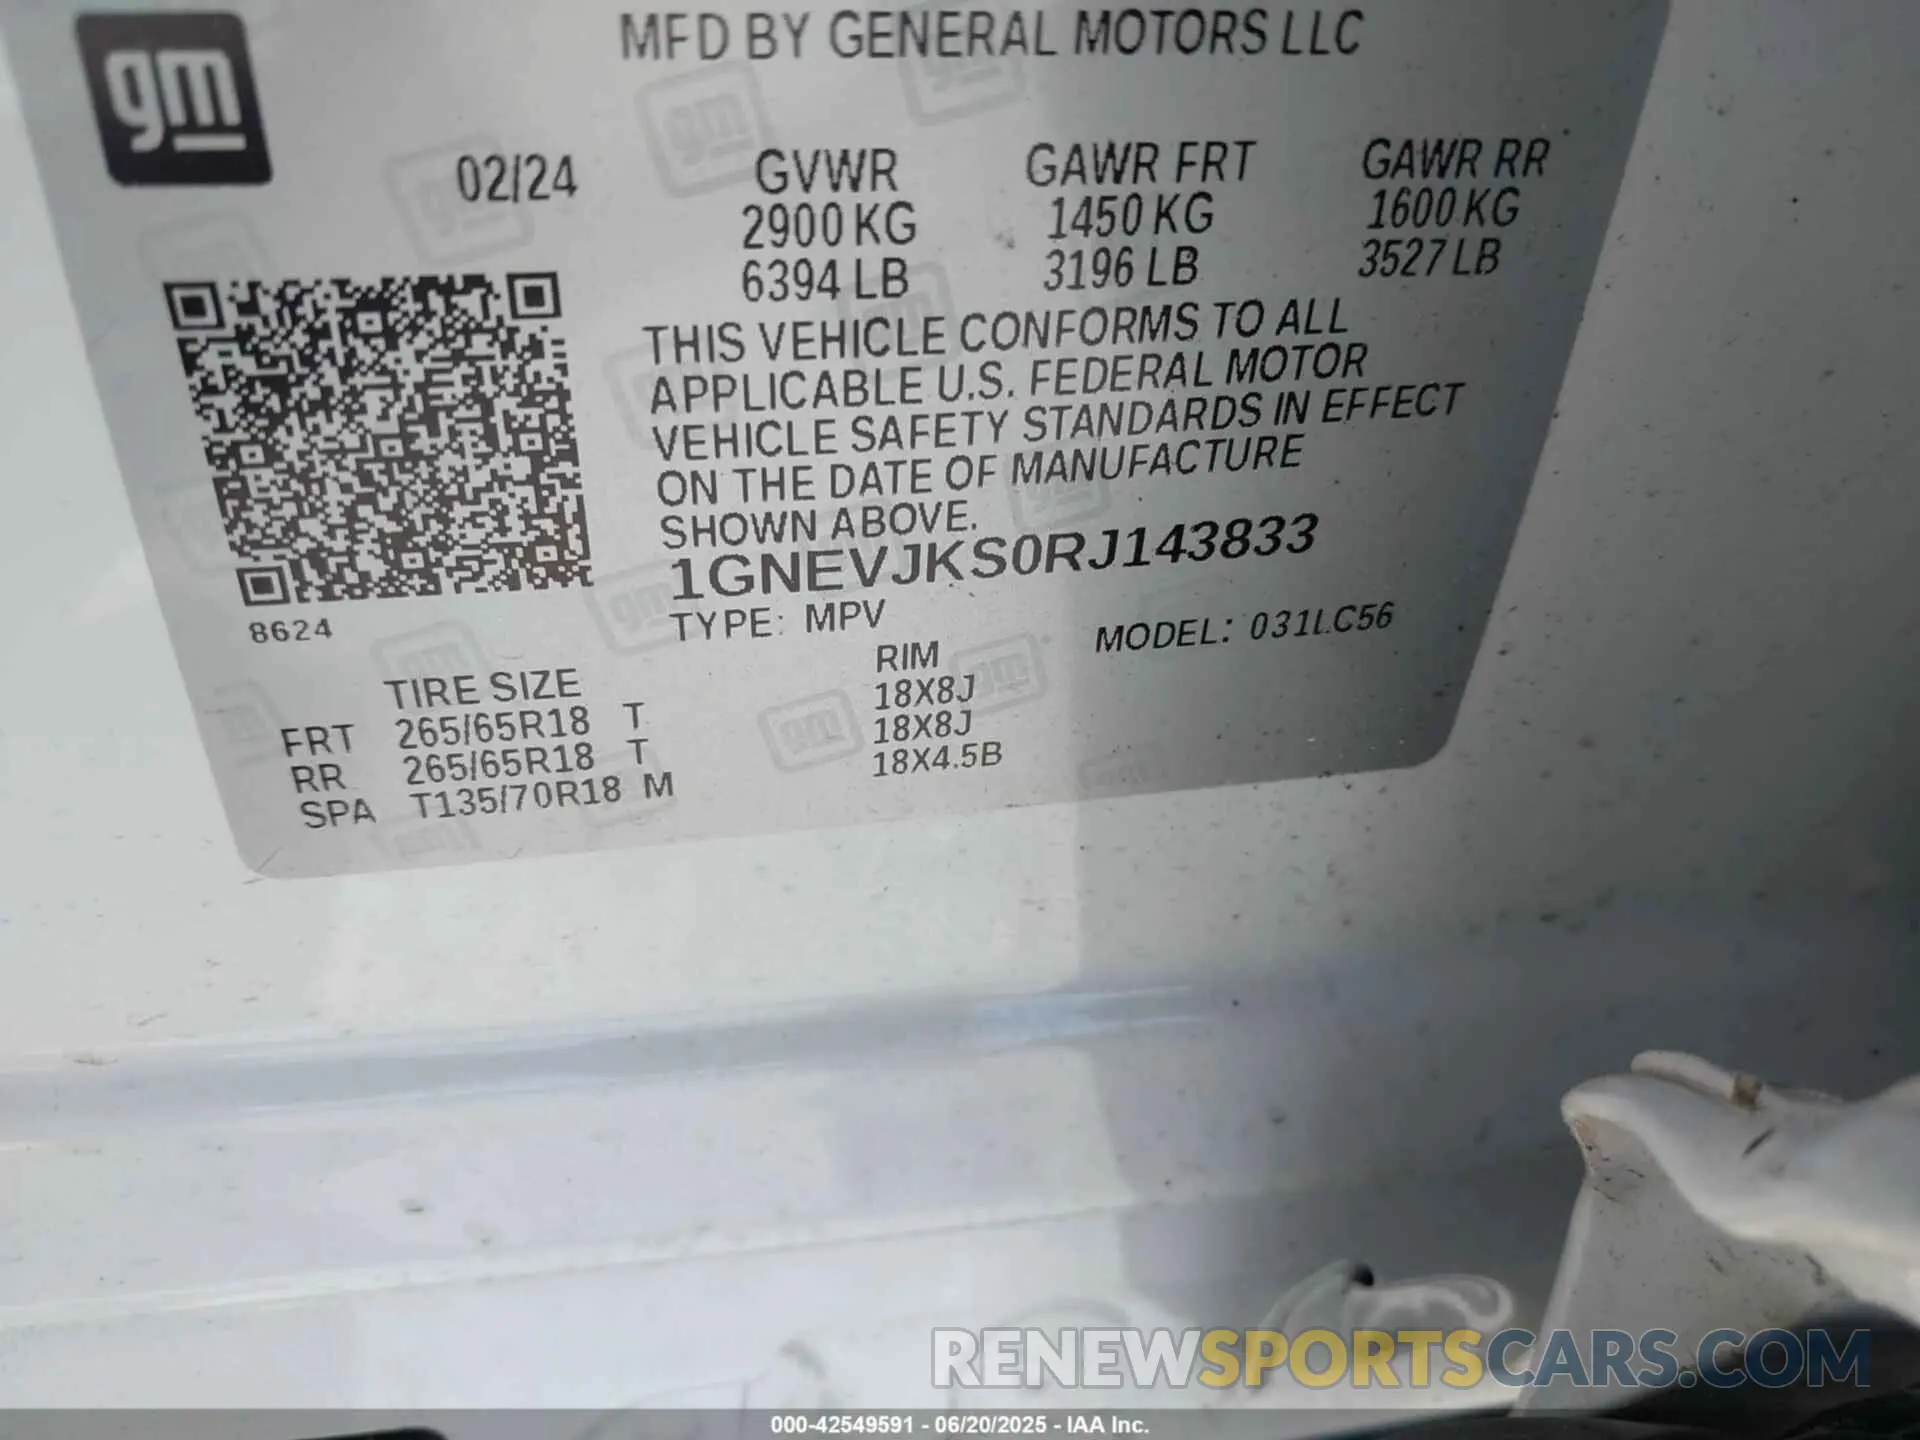 MFD BY GENERAL MOTORS LLC
gm
02/24
GVWR GAWR FRT GAWR RR
2900 KG 1450 KG 1600 KG
6394 LB 3196 LB 3527 LB
THIS VEHICLE CONFORMS TO ALL
APPLICABLE U.S. FEDERAL MOTOR
VEHICLE SAFETY STANDARDS IN EFFECT
ON THE DATE OF MANUFACTURE
SHOWN ABOVE.
1GNEVJKS0RJ143833
8624
TYPE: MPV MODEL: 031LC56
TIRE SIZE RIM
FRT 265/65R18 T 18X8J
RR 265/65R18 T 18X8J
SPA T135/70R18 M 18X4.5B
RENEWSPORTSCARS.COM
000-42549591 - 06/20/2025 - IAA Inc.